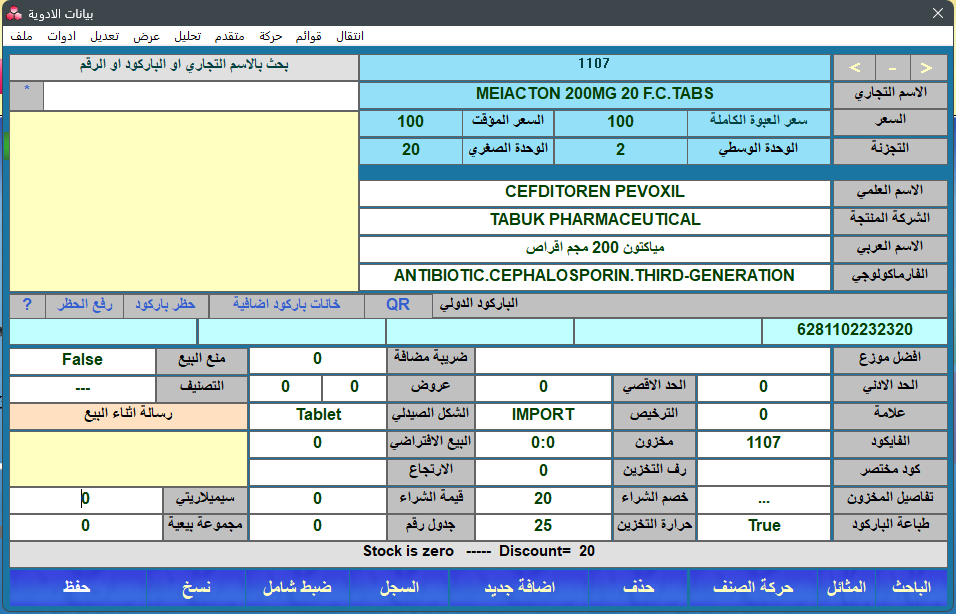 بيانات الادوية
ملف ادوات تعديل عرض تحليل متقدم حركة قوائم انتقال
بحث بالاسم التجاري او الباركود او الرقم
1107
< - >
*
الاسم التجاري MEIACTON 200MG 20 F.C.TABS
السعر سعر العبوة الكاملة 100 السعر المؤقت 100
التجزئة الوحدة الوسطي 2 الوحدة الصغري 20
الاسم العلمي CEFDITOREN PEVOXIL
الشركة المنتجة TABUK PHARMACEUTICAL
الاسم العربي مياكتون 200 مجم اقراص
الفارماكولوجي ANTIBIOTIC.CEPHALOSPORIN.THIRD-GENERATION
الباركود الدولي QR خانات باركود اضافية حظر باركود رفع الحظر ?
6281102232320
افضل موزع ضريبة مضافة 0 منع البيع False
الحد الادني 0 الحد الاقصي 0 عروض 0 0 التصنيف ---
علامة 0 الترخيص IMPORT الشكل الصيدلي Tablet رسالة اثناء البيع
الفايكود 1107 مخزون 0:0 البيع الافتراضي 0
كود مختصر رف التخزين 0 الارتجاع
تفاصيل المخزون ... خصم الشراء 20 قيمة الشراء 0 سيميلاريتي 0
طباعة الباركود True حرارة التخزين 25 جدول رقم 0 مجموعة بيعية 0
Stock is zero ----- Discount= 20
الباحث المثائل حركة الصنف حذف اضافة جديد السجل ضبط شامل نسخ حفظ